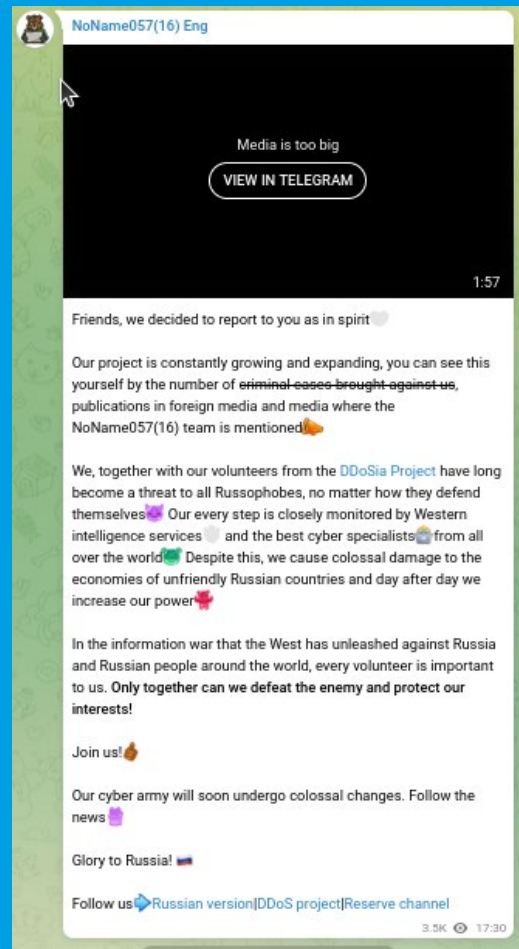 NoName057(16) Eng
Media is too big
VIEW IN TELEGRAM
1:57
Friends, we decided to report to you as in spirit🤍
Our project is constantly growing and expanding, you can see this
yourself by the number of criminal cases brought against us,
publications in foreign media and media where the
NoName057(16) team is mentioned
We, together with our volunteers from the DDoSia Project have long
become a threat to all Russophobes, no matter how they defend
themselves😈 Our every step is closely monitored by Western
intelligence services and the best cyber specialists from all
over the world Despite this, we cause colossal damage to the
economies of unfriendly Russian countries and day after day we
increase our power
In the information war that the West has unleashed against Russia
and Russian people around the world, every volunteer is important
to us. Only together can we defeat the enemy and protect our
interests!
Join us!
Our cyber army will soon undergo colossal changes. Follow the
news
Glory to Russia! 🇷🇺
Follow us Russian version|DDoS project|Reserve channel
3.5K 17:30